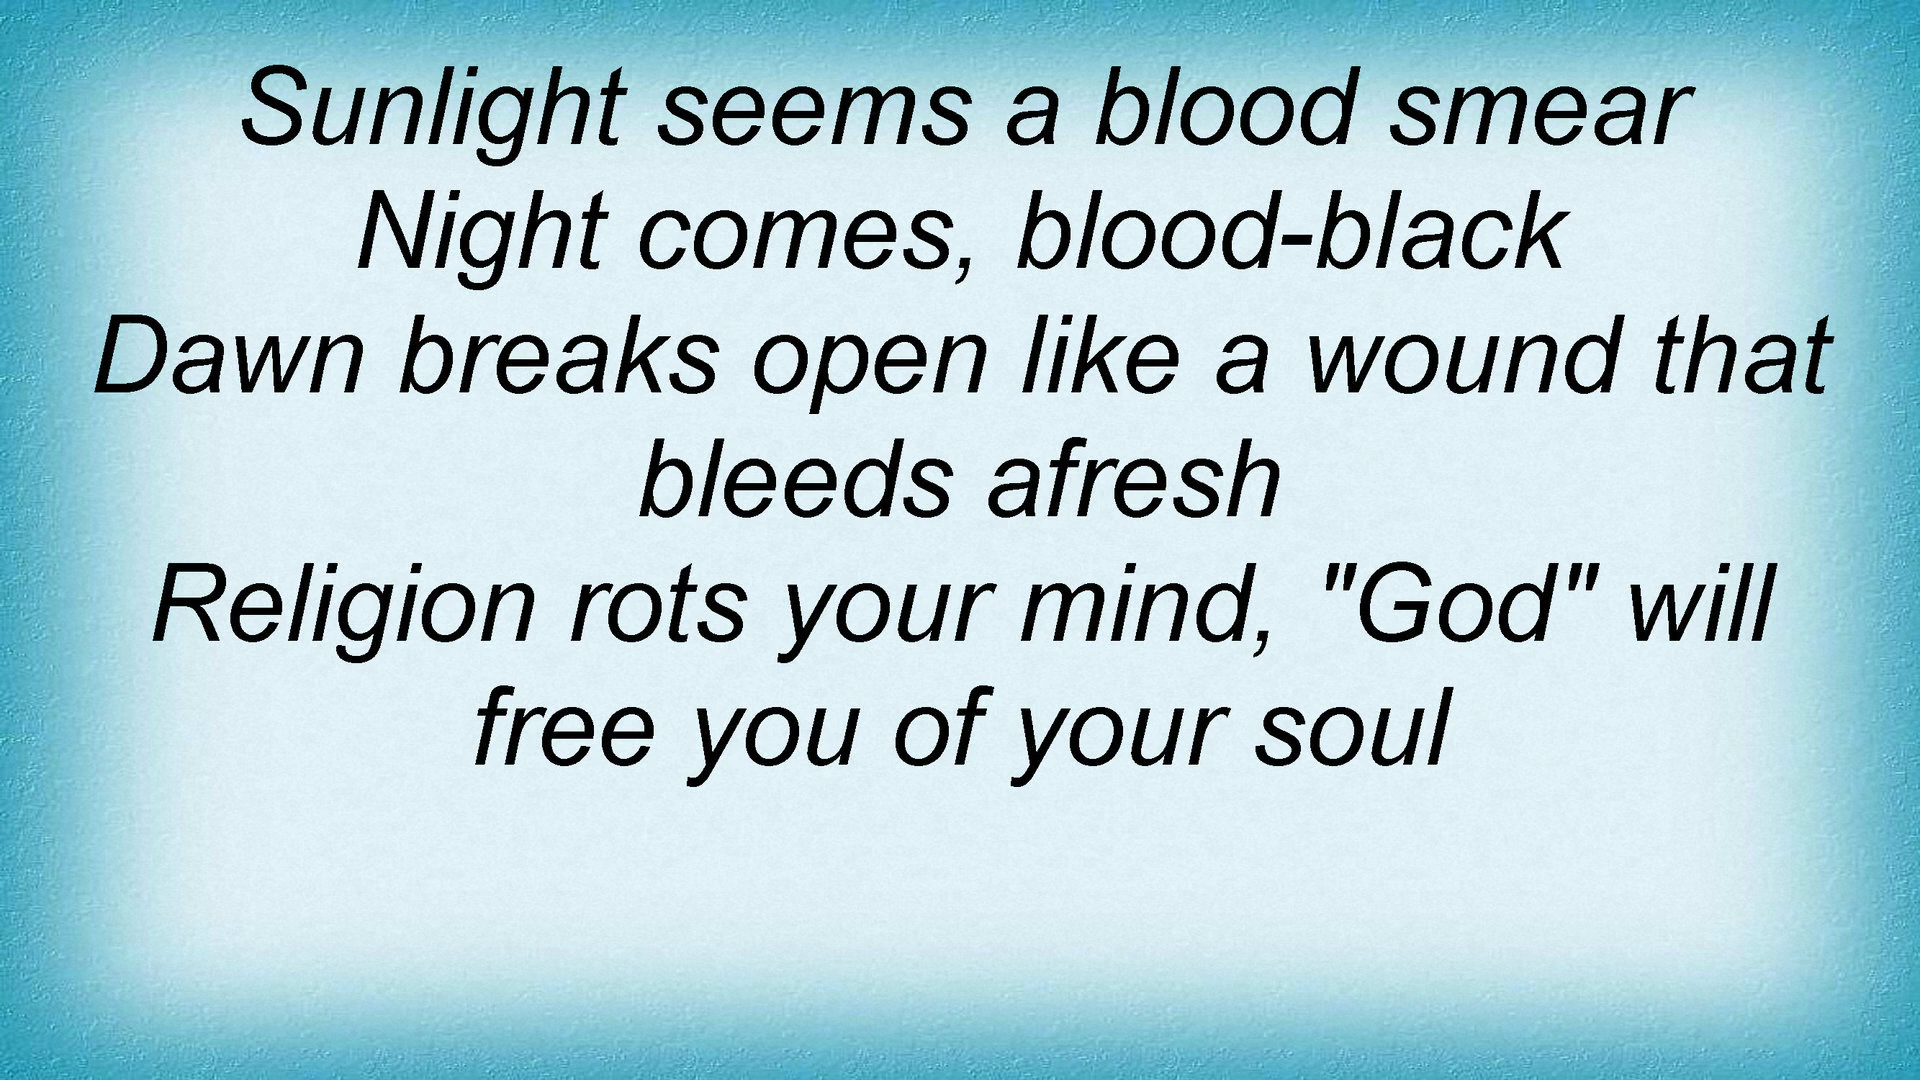 Sunlight seems a blood smear
Night comes, blood-black
Dawn breaks open like a wound that
bleeds afresh
Religion rots your mind, "God" will
free you of your soul